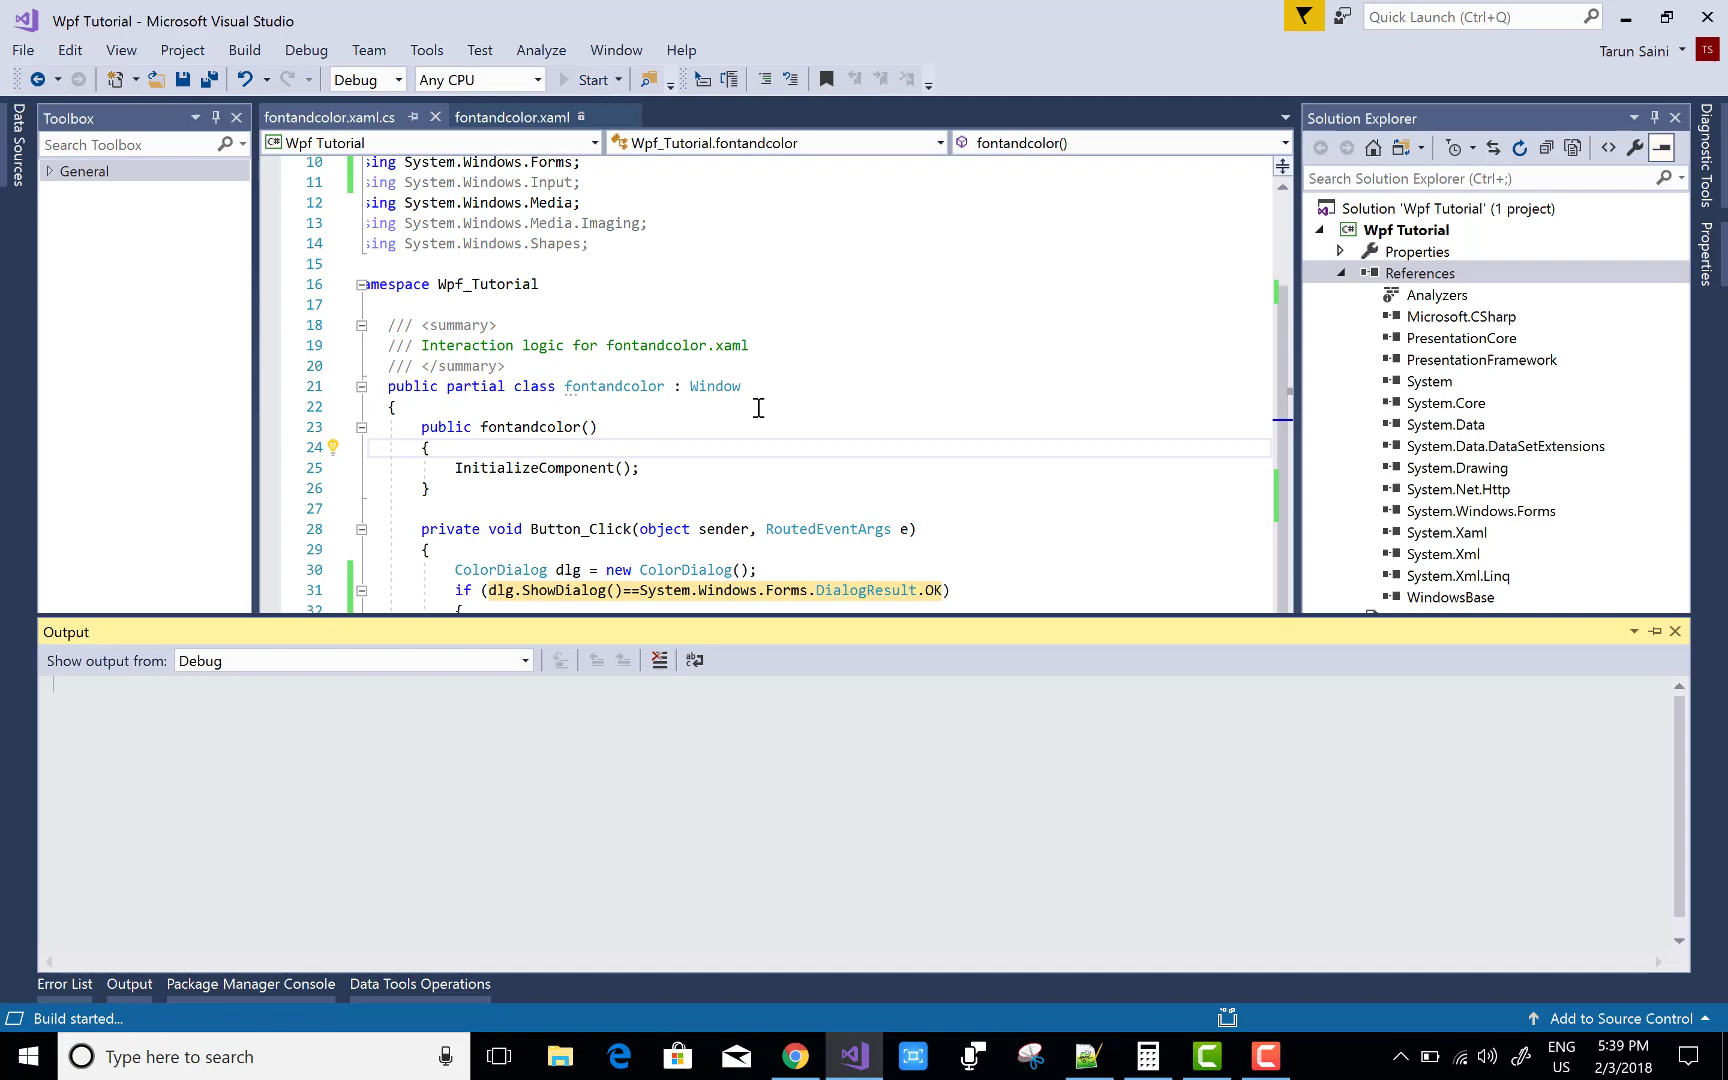 Wpf Tutorial - Microsoft Visual Studio
Quick Launch (Ctrl+Q)
File Edit View Project Build Debug Team Tools Test Analyze Window Help
Tarun Saini
TS
Debug
Any CPU
Start
Data Sources
Toolbox
Search Toolbox
General
fontandcolor.xaml.cs
fontandcolor.xaml
C# Wpf Tutorial
Wpf_Tutorial.fontandcolor
fontandcolor()
10 sing System.Windows.Forms;
11 sing System.Windows.Input;
12 sing System.Windows.Media;
13 sing System.Windows.Media.Imaging;
14 sing System.Windows.Shapes;
15
16 amespace Wpf_Tutorial
17
18 /// <summary>
19 /// Interaction logic for fontandcolor.xaml
20 /// </summary>
21 public partial class fontandcolor : Window
22 {
23 public fontandcolor()
24 {
25 InitializeComponent();
26 }
27
28 private void Button_Click(object sender, RoutedEventArgs e)
29 {
30 ColorDialog dlg = new ColorDialog();
31 if (dlg.ShowDialog()==System.Windows.Forms.DialogResult.OK)
32 {
Solution Explorer
Search Solution Explorer (Ctrl+;)
Solution 'Wpf Tutorial' (1 project)
C# Wpf Tutorial
Properties
References
Analyzers
Microsoft.CSharp
PresentationCore
PresentationFramework
System
System.Core
System.Data
System.Data.DataSetExtensions
System.Drawing
System.Net.Http
System.Windows.Forms
System.Xaml
System.Xml
System.Xml.Linq
WindowsBase
Diagnostic Tools
Properties
Output
Show output from: Debug
Error List Output Package Manager Console Data Tools Operations
Build started...
Add to Source Control
Type here to search
ENG
US
5:39 PM
2/3/2018